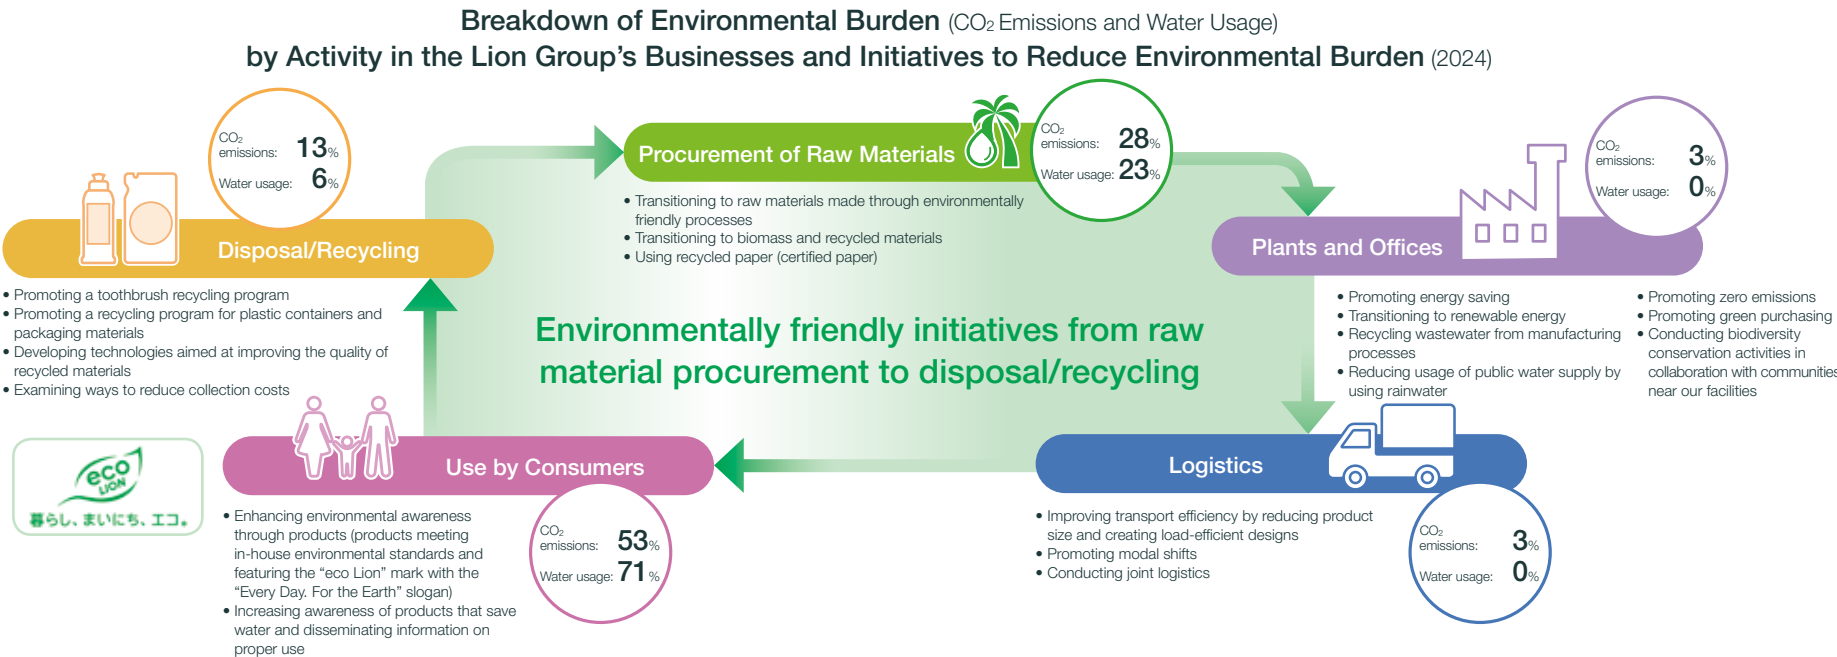 Breakdown of Environmental Burden (CO2 Emissions and Water Usage)
by Activity in the Lion Group's Businesses and Initiatives to Reduce Environmental Burden (2024)
CO2
emissions: 13%
Water usage: 6%
Disposal/Recycling
• Promoting a toothbrush recycling program
• Promoting a recycling program for plastic containers and
packaging materials
• Developing technologies aimed at improving the quality of
recycled materials
• Examining ways to reduce collection costs
Procurement of Raw Materials
CO2
emissions: 28%
Water usage: 23%
• Transitioning to raw materials made through environmentally
friendly processes
• Transitioning to biomass and recycled materials
• Using recycled paper (certified paper)
CO2
emissions: 3%
Water usage: 0%
Plants and Offices
• Promoting energy saving
• Transitioning to renewable energy
• Recycling wastewater from manufacturing
processes
• Reducing usage of public water supply by
using rainwater
• Promoting zero emissions
• Promoting green purchasing
• Conducting biodiversity
conservation activities in
collaboration with communities
near our facilities
Environmentally friendly initiatives from raw
material procurement to disposal/recycling
eco
LION
暮らし、まいにち、エコ。
Use by Consumers
• Enhancing environmental awareness
through products (products meeting
in-house environmental standards and
featuring the “eco Lion” mark with the
“Every Day. For the Earth” slogan)
• Increasing awareness of products that save
water and disseminating information on
proper use
CO2
emissions: 53%
Water usage: 71%
Logistics
• Improving transport efficiency by reducing product
size and creating load-efficient designs
• Promoting modal shifts
• Conducting joint logistics
CO2
emissions: 3%
Water usage: 0%